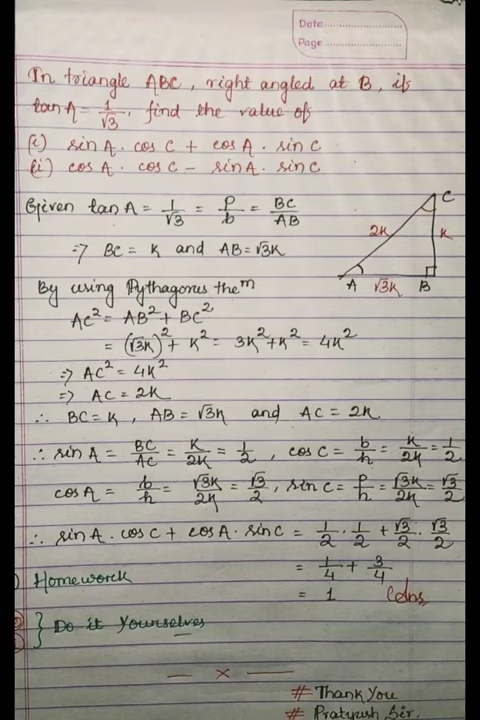 Date
Page
In triangle ABC, right angled at B, if
tan A = 1/√3, find the value of
(i) sin A . cos C + cos A . sin C
(ii) cos A . cos C - sin A . sin C
Given tan A = 1/√3 = P/b = BC/AB
=> BC = K and AB = √3K
C
2K
K
A √3K B
By using Pythagorus the^m
AC² = AB² + BC²
= (√3K)² + K² = 3K² + K² = 4K²
=> AC² = 4K²
=> AC = 2K
∴ BC = K, AB = √3K and AC = 2K
∴ sin A = BC/AC = K/2K = 1/2, cos C = b/h = K/2K = 1/2
cos A = b/h = √3K/2K = √3/2, sin C = P/h = √3K/2K = √3/2
∴ sin A . cos C + cos A . sin C = 1/2 . 1/2 + √3/2 . √3/2
= 1/4 + 3/4
) Homework
= 1 Ans
} Do it Yourselves
— x —
# Thank You
# Pratyush Sir.